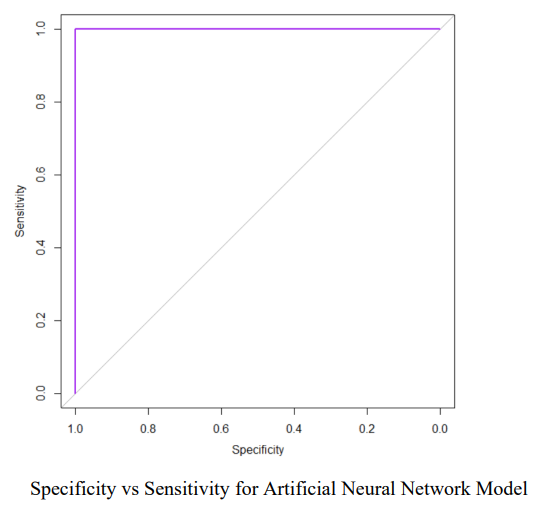 1.0
0.8
0.6
0.4
0.2
0.0
Sensitivity
1.0 0.8 0.6 0.4 0.2 0.0
Specificity
Specificity vs Sensitivity for Artificial Neural Network Model